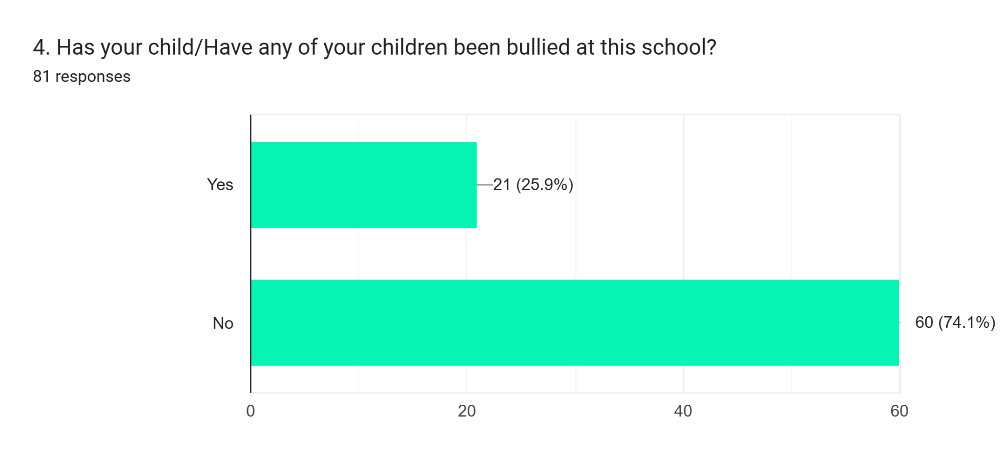 4. Has your child/Have any of your children been bullied at this school?
81 responses
Yes
21 (25.9%)
No
60 (74.1%)
0
20
40
60